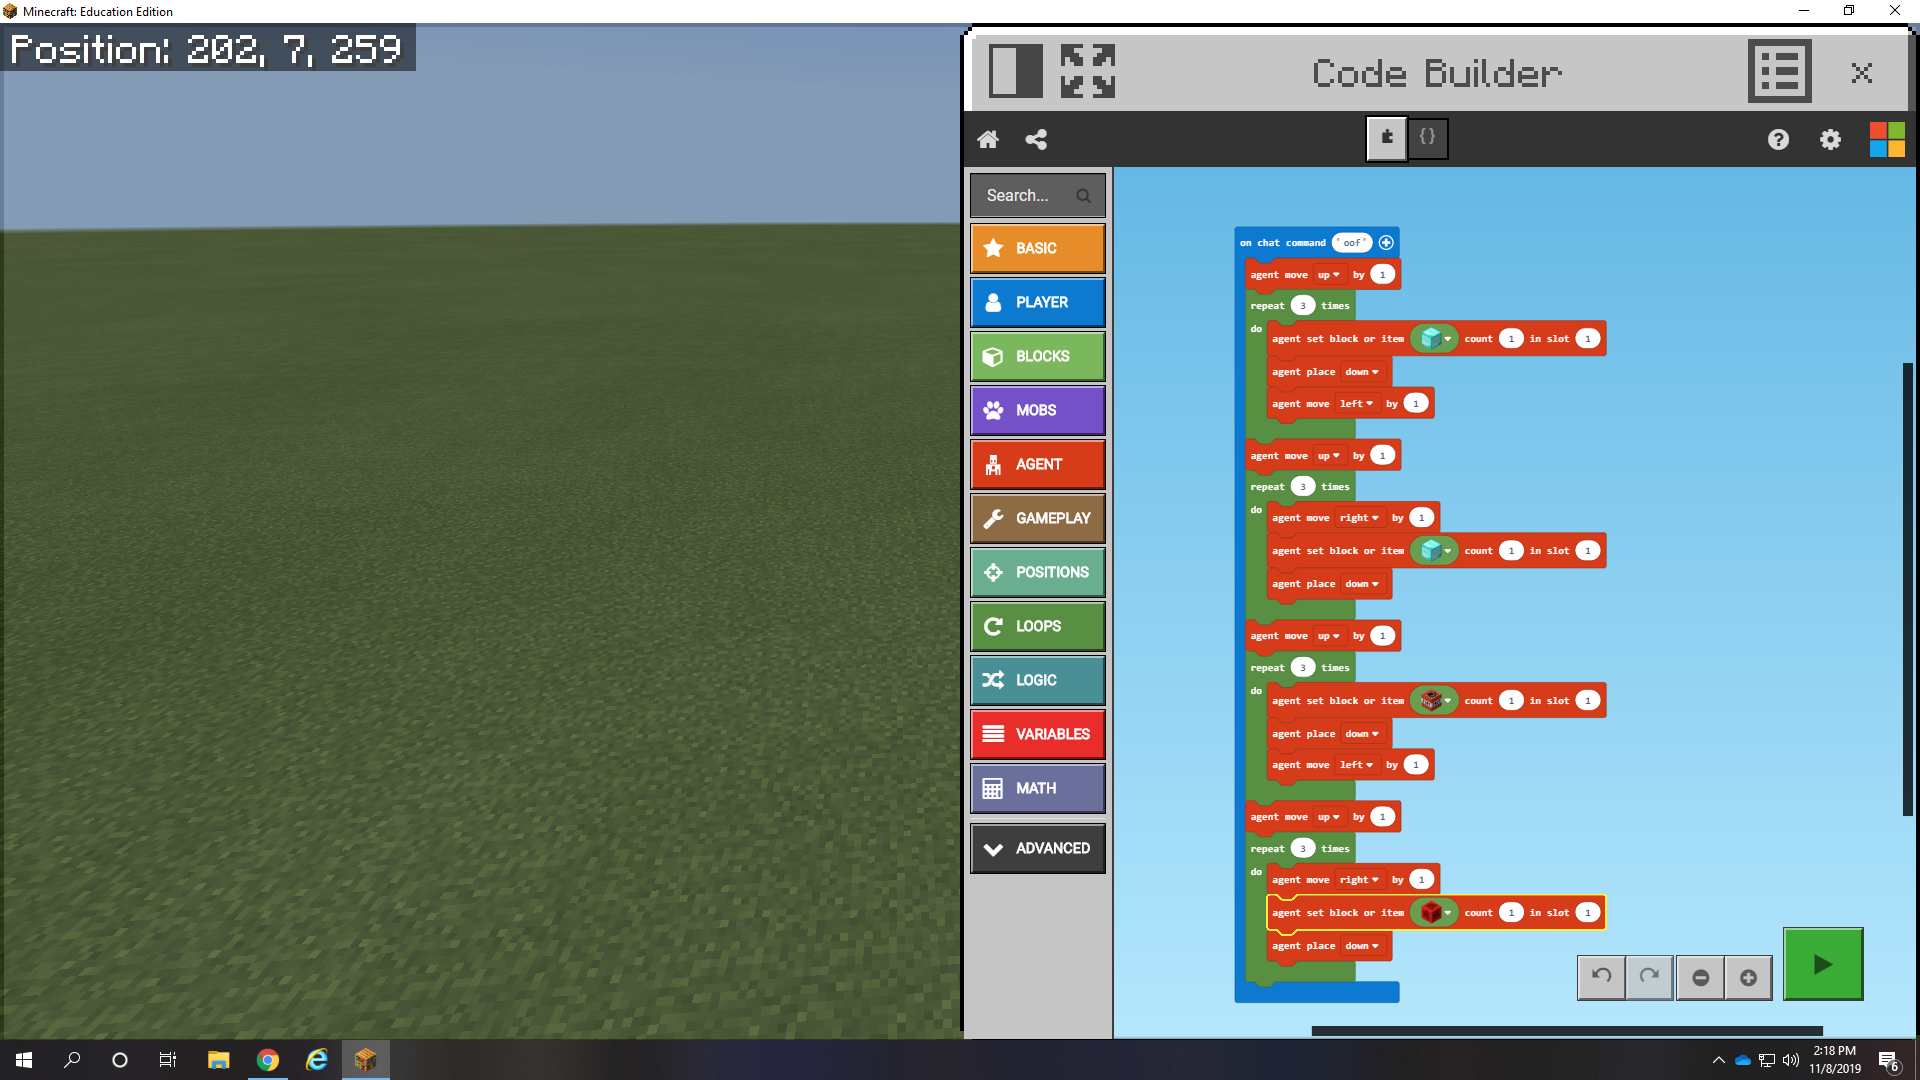 Minecraft: Education Edition
Position: 202, 7, 259
Code Builder
{}
Search...
BASIC
PLAYER
BLOCKS
MOBS
AGENT
GAMEPLAY
POSITIONS
LOOPS
LOGIC
VARIABLES
MATH
ADVANCED
on chat command "oof"
agent move up by 1
repeat 3 times
do
agent set block or item count 1 in slot 1
agent place down
agent move left by 1
agent move up by 1
repeat 3 times
do
agent move right by 1
agent set block or item count 1 in slot 1
agent place down
agent move up by 1
repeat 3 times
do
agent set block or item count 1 in slot 1
agent place down
agent move left by 1
agent move up by 1
repeat 3 times
do
agent move right by 1
agent set block or item count 1 in slot 1
agent place down
2:18 PM
11/8/2019
6